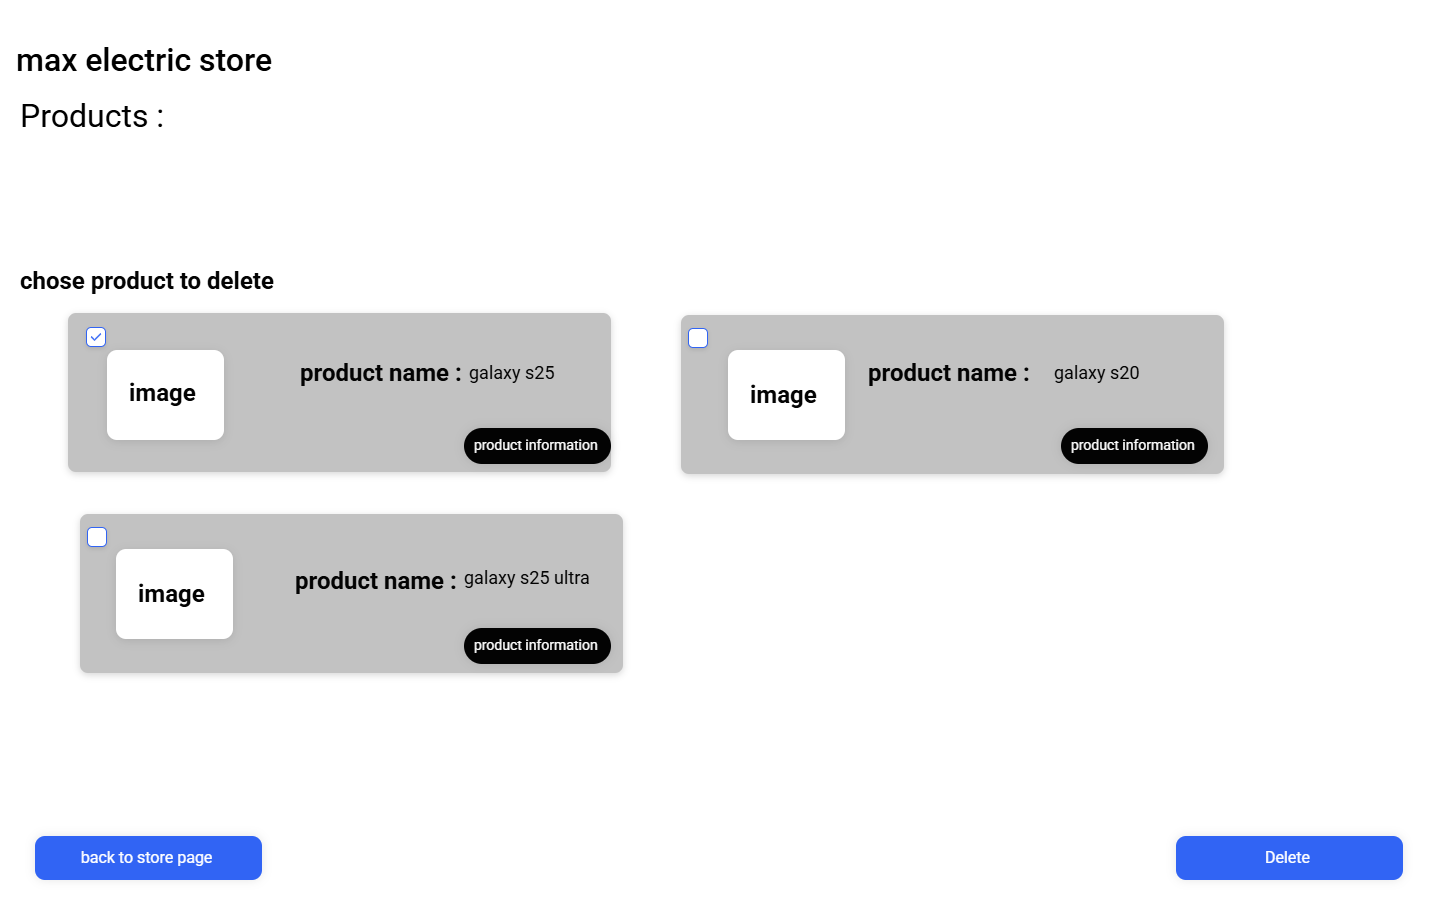 max electric store
Products :
chose product to delete
image
product name : galaxy s25
product information
image
product name : galaxy s20
product information
image
product name : galaxy s25 ultra
product information
back to store page
Delete